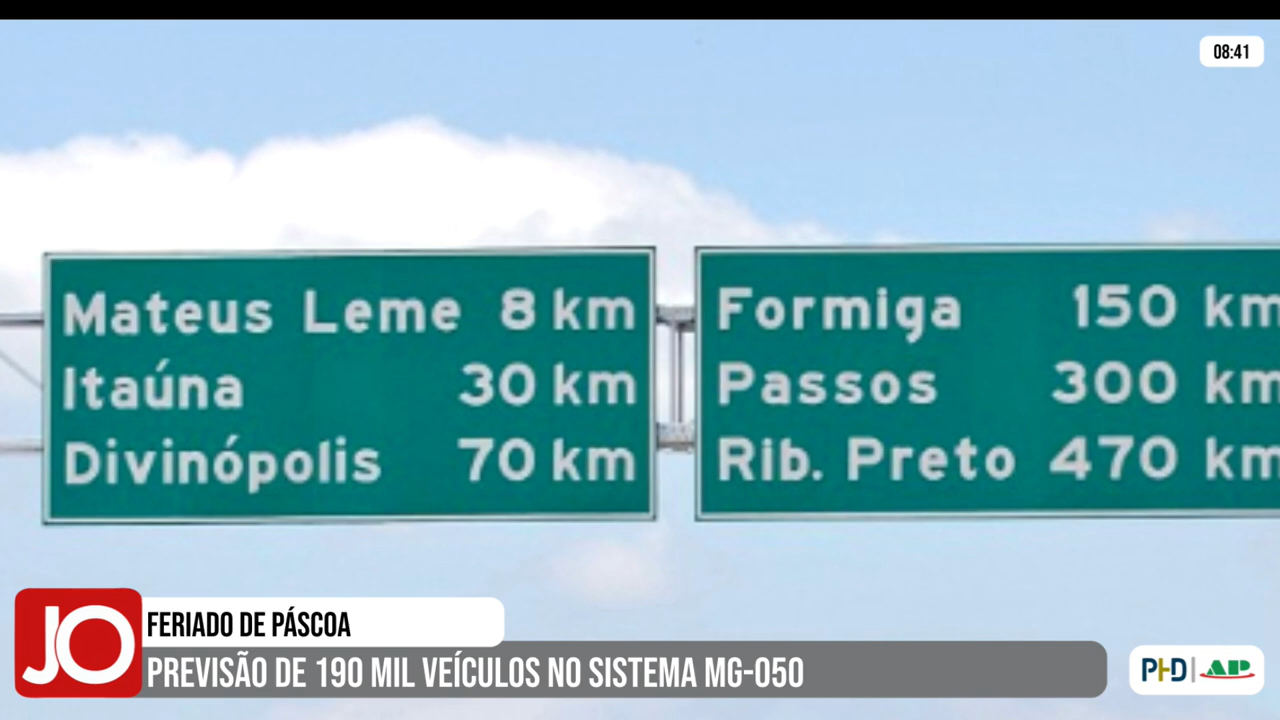 08:41
Mateus Leme 8 km
Itaúna 30 km
Divinópolis 70 km
Formiga 150 km
Passos 300 km
Rib. Preto 470 km
JO
FERIADO DE PÁSCOA
PREVISÃO DE 190 MIL VEÍCULOS NO SISTEMA MG-050
PHD | AP